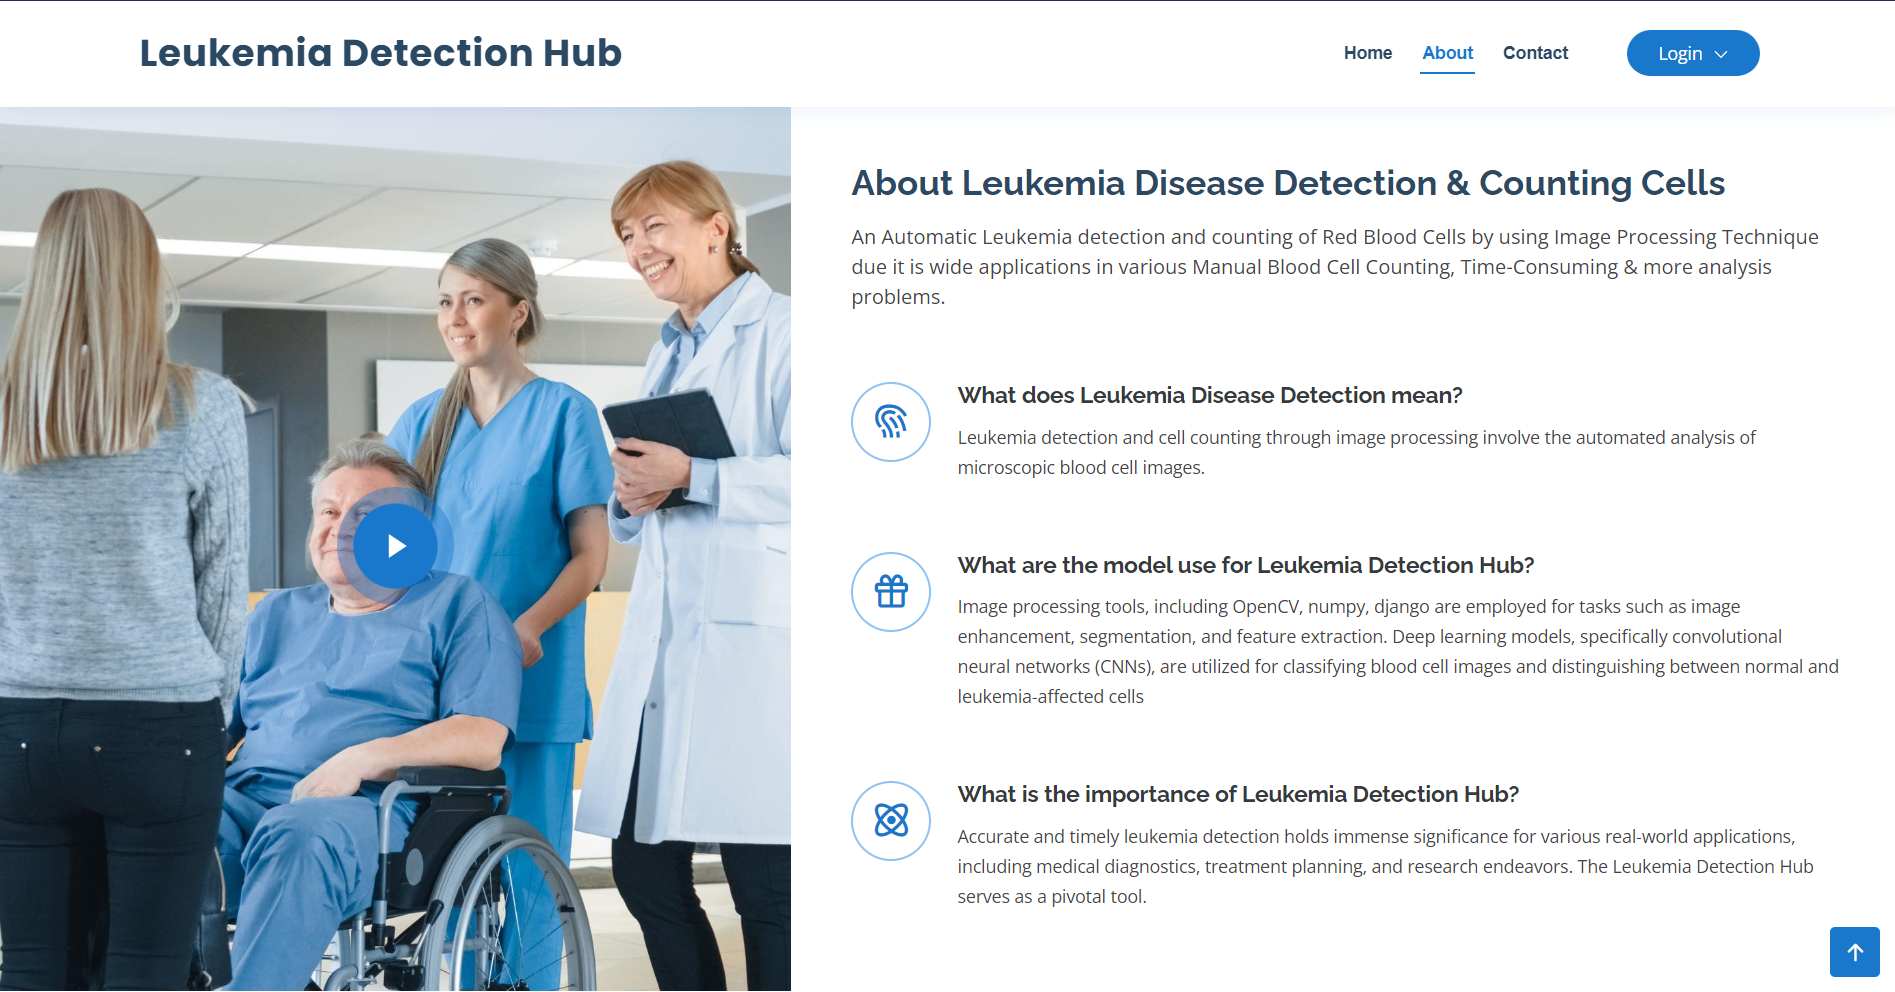 Leukemia Detection Hub
Home About Contact Login
About Leukemia Disease Detection & Counting Cells
An Automatic Leukemia detection and counting of Red Blood Cells by using Image Processing Technique
due it is wide applications in various Manual Blood Cell Counting, Time-Consuming & more analysis
problems.
What does Leukemia Disease Detection mean?
Leukemia detection and cell counting through image processing involve the automated analysis of
microscopic blood cell images.
What are the model use for Leukemia Detection Hub?
Image processing tools, including OpenCV, numpy, django are employed for tasks such as image
enhancement, segmentation, and feature extraction. Deep learning models, specifically convolutional
neural networks (CNNs), are utilized for classifying blood cell images and distinguishing between normal and
leukemia-affected cells
What is the importance of Leukemia Detection Hub?
Accurate and timely leukemia detection holds immense significance for various real-world applications,
including medical diagnostics, treatment planning, and research endeavors. The Leukemia Detection Hub
serves as a pivotal tool.